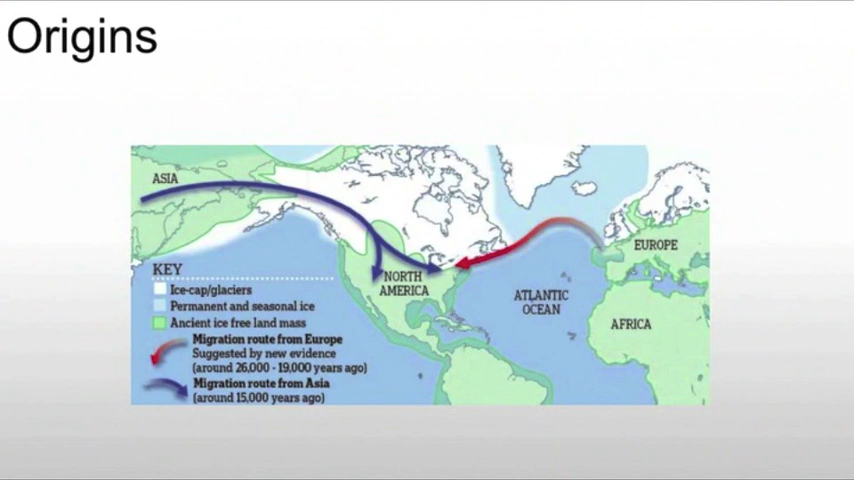 Origins
ASIA
EUROPE
NORTH
AMERICA
ATLANTIC
OCEAN
AFRICA
KEY
Ice-cap/glaciers
Permanent and seasonal ice
Ancient ice free land mass
Migration route from Europe
Suggested by new evidence
(around 26,000 - 19,000 years ago)
Migration route from Asia
(around 15,000 years ago)